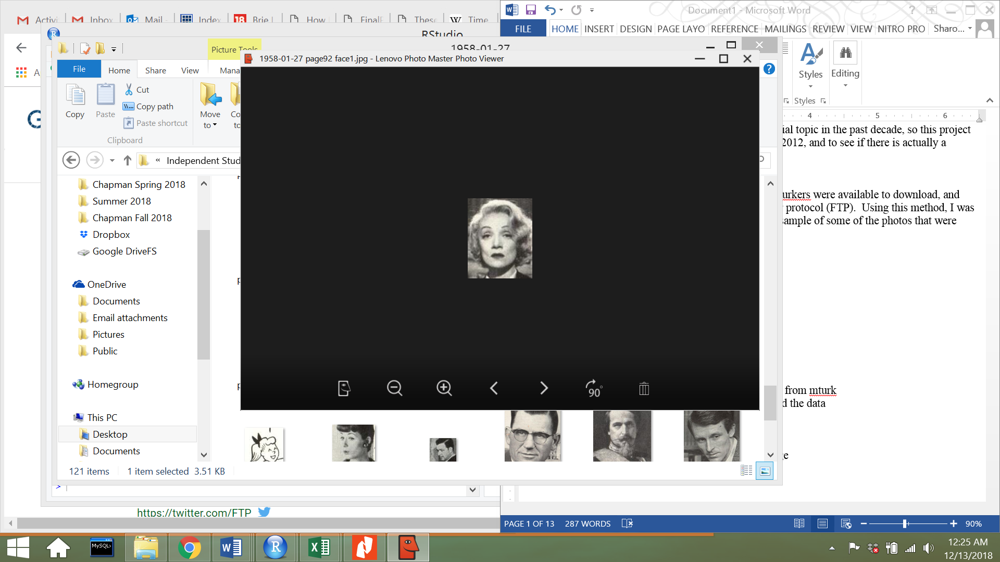 Activi
Inbox
Mail
Index
18
Brie L
How
FinalE
These
W
Time
Document1 - Microsoft Word
FILE
HOME
INSERT
DESIGN
PAGE LAYO
REFERENCE
MAILINGS
REVIEW
VIEW
NITRO PRO
Sharo...
R
RStudio
Picture Tools
1958-01-27
1958-01-27 page92 face1.jpg - Lenovo Photo Master Photo Viewer
File
Home
Share
View
Mana
Copy
Paste
Cut
Copy path
Paste shortcut
Clipboard
Move
to
Co
to
A
Styles
Editing
Styles
4 5 6
« Independent Stud
Chapman Spring 2018
Summer 2018
Chapman Fall 2018
Dropbox
Google DriveFS
OneDrive
Documents
Email attachments
Pictures
Public
Homegroup
This PC
Desktop
Documents
121 items
1 item selected 3.51 KB
90°
ial topic in the past decade, so this project
2012, and to see if there is actually a
urkers were available to download, and
protocol (FTP). Using this method, I was
sample of some of the photos that were
from mturk
d the data
https://twitter.com/FTP
PAGE 1 OF 13
287 WORDS
90%
MySQL>
12:25 AM
12/13/2018